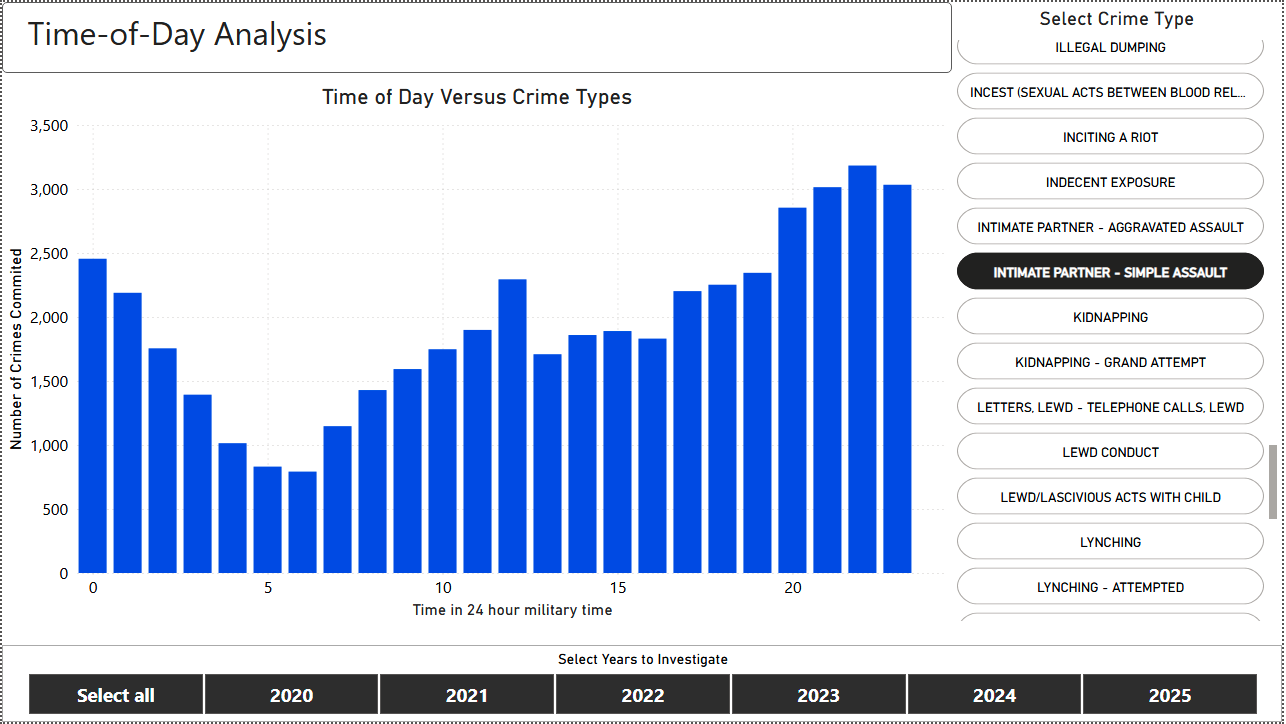 Time-of-Day Analysis
Time of Day Versus Crime Types
3,500
3,000
2,500
2,000
1,500
1,000
500
0
Number of Crimes Commited
0 5 10 15 20
Time in 24 hour military time
Select Crime Type
ILLEGAL DUMPING
INCEST (SEXUAL ACTS BETWEEN BLOOD REL...
INCITING A RIOT
INDECENT EXPOSURE
INTIMATE PARTNER - AGGRAVATED ASSAULT
INTIMATE PARTNER - SIMPLE ASSAULT
KIDNAPPING
KIDNAPPING - GRAND ATTEMPT
LETTERS, LEWD - TELEPHONE CALLS, LEWD
LEWD CONDUCT
LEWD/LASCIVIOUS ACTS WITH CHILD
LYNCHING
LYNCHING - ATTEMPTED
Select Years to Investigate
Select all 2020 2021 2022 2023 2024 2025